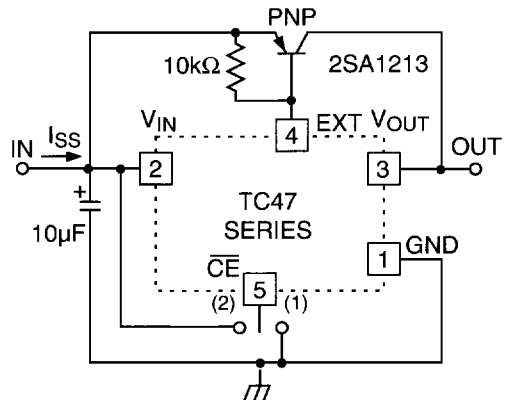 PNP
10kΩ
2SA1213
VIN
EXT
VOUT
4
IN
ISS
OUT
2
3
+
10µF
TC47
SERIES
1
GND
CE
5
(2)
(1)